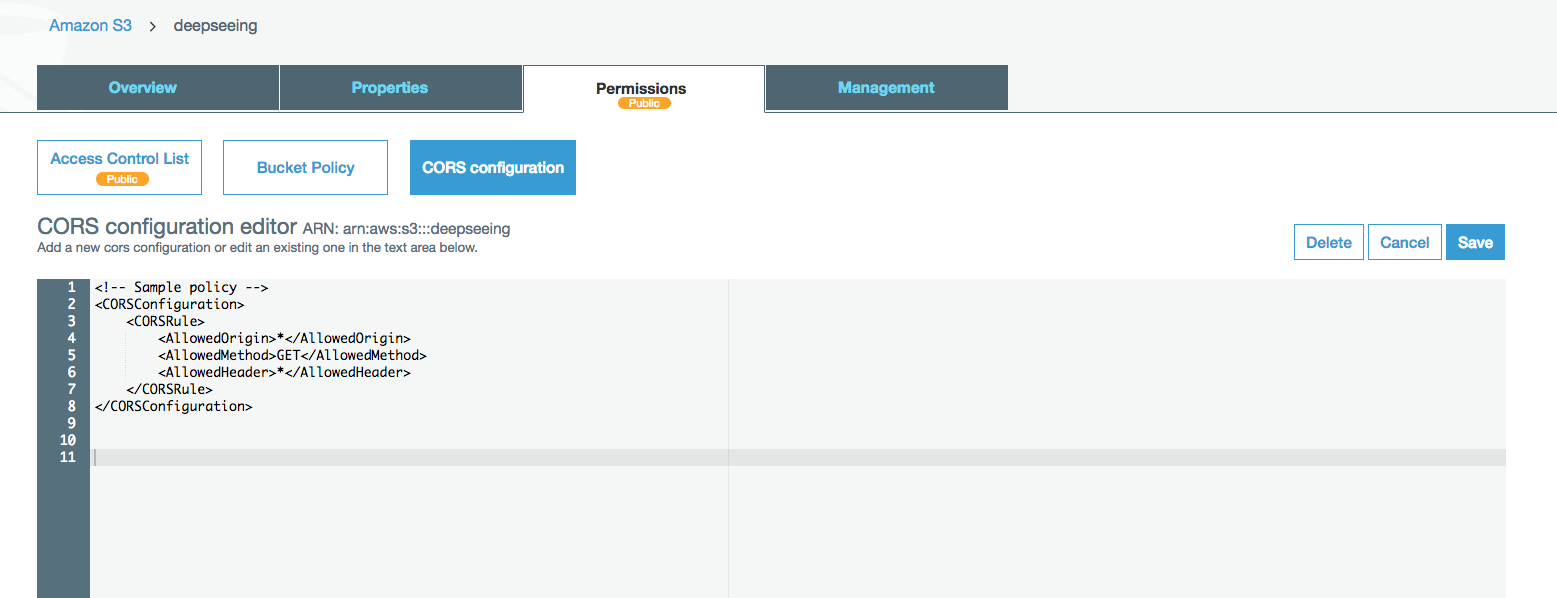 Amazon S3 > deepseeing
Overview Properties Permissions Management
Public
Access Control List Bucket Policy CORS configuration
Public
CORS configuration editor ARN: arn:aws:s3:::deepseeing
Add a new cors configuration or edit an existing one in the text area below.
Delete Cancel Save
1 <!-- Sample policy -->
2 <CORSConfiguration>
3 <CORSRule>
4 <AllowedOrigin>*</AllowedOrigin>
5 <AllowedMethod>GET</AllowedMethod>
6 <AllowedHeader>*</AllowedHeader>
7 </CORSRule>
8 </CORSConfiguration>
9
10
11